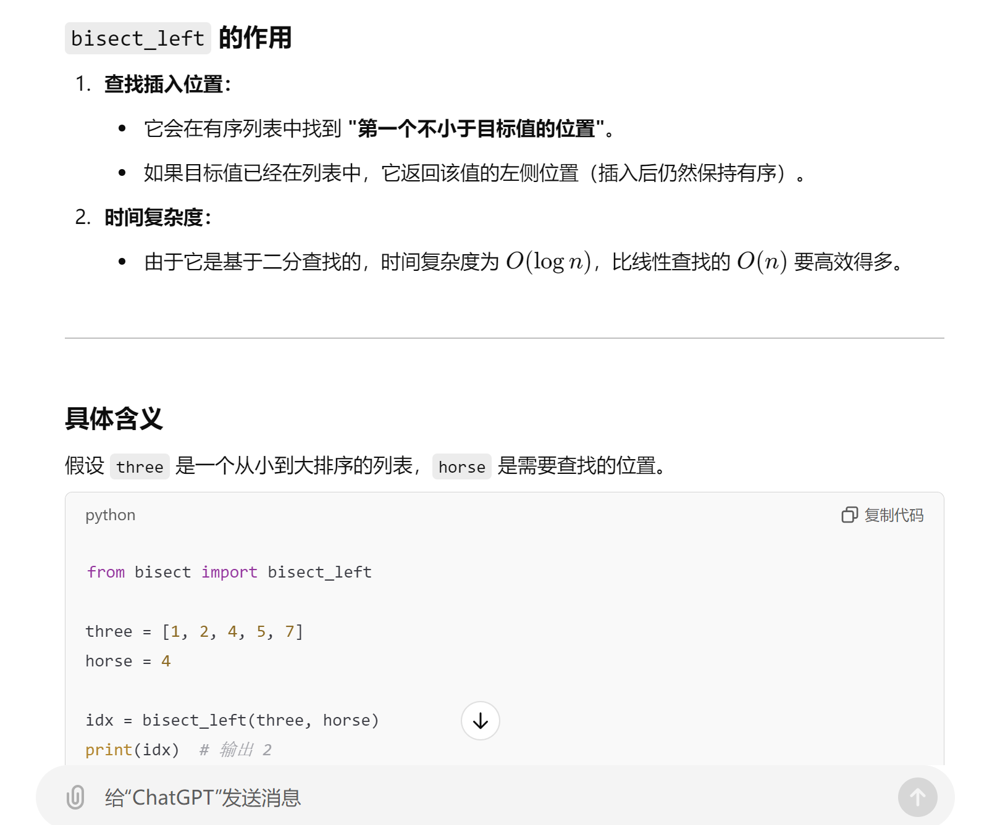 bisect_left 的作用
1. 查找插入位置：
• 它会在有序列表中找到 "第一个不小于目标值的位置"。
• 如果目标值已经在列表中，它返回该值的左侧位置（插入后仍然保持有序）。
2. 时间复杂度：
• 由于它是基于二分查找的，时间复杂度为 O(log n)，比线性查找的 O(n) 要高效得多。
具体含义
假设 three 是一个从小到大排序的列表，horse 是需要查找的位置。
python 复制代码
from bisect import bisect_left
three = [1, 2, 4, 5, 7]
horse = 4
idx = bisect_left(three, horse)
print(idx)  # 输出 2
给“ChatGPT”发送消息